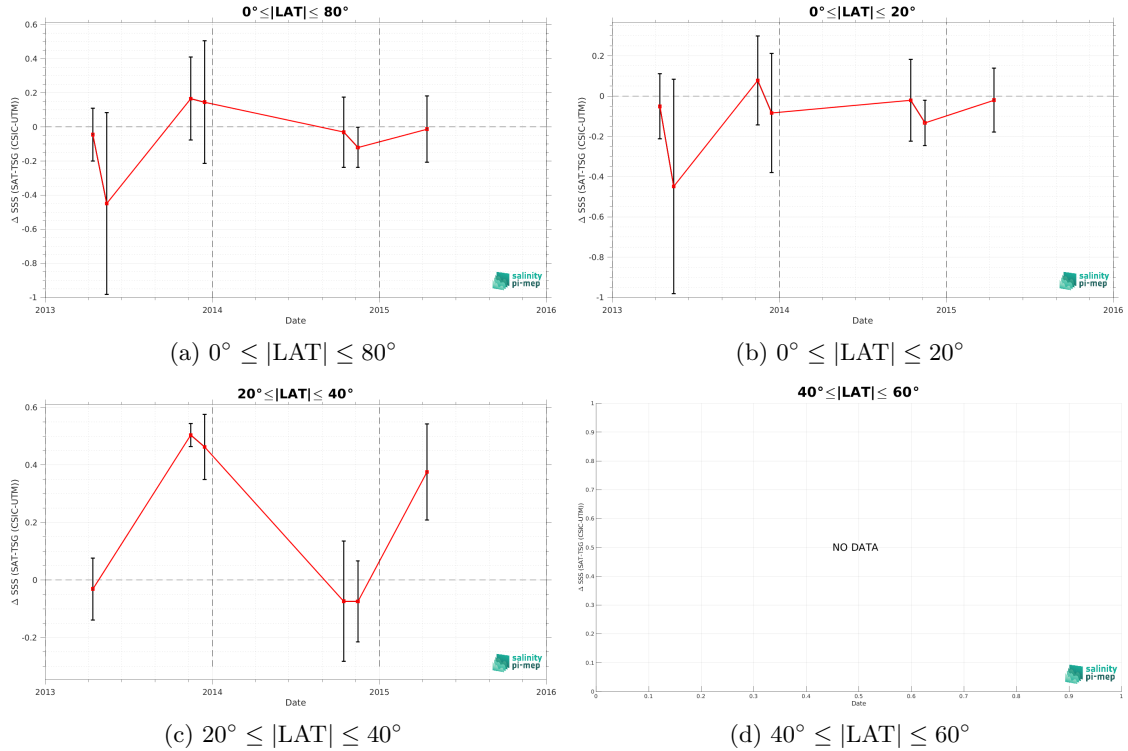 0°≤|LAT|≤ 80°
Δ SSS (SAT-TSG (CSIC-UTM))
0.6
0.4
0.2
0
-0.2
-0.4
-0.6
-0.8
-1
2013
2014
2015
2016
Date
salinity
pi-mep
(a) 0° ≤ |LAT| ≤ 80°
0°≤|LAT|≤ 20°
Δ SSS (SAT-TSG (CSIC-UTM))
0.2
0
-0.2
-0.4
-0.6
-0.8
-1
2013
2014
2015
2016
Date
salinity
pi-mep
(b) 0° ≤ |LAT| ≤ 20°
20°≤|LAT|≤ 40°
Δ SSS (SAT-TSG (CSIC-UTM))
0.6
0.4
0.2
0
-0.2
2013
2014
2015
2016
Date
salinity
pi-mep
(c) 20° ≤ |LAT| ≤ 40°
40°≤|LAT|≤ 60°
Δ SSS (SAT-TSG (CSIC-UTM))
1
0.9
0.8
0.7
0.6
0.5
0.4
0.3
0.2
0.1
0
NO DATA
0
0.1
0.2
0.3
0.4
0.5
0.6
0.7
0.8
0.9
1
Date
salinity
pi-mep
(d) 40° ≤ |LAT| ≤ 60°